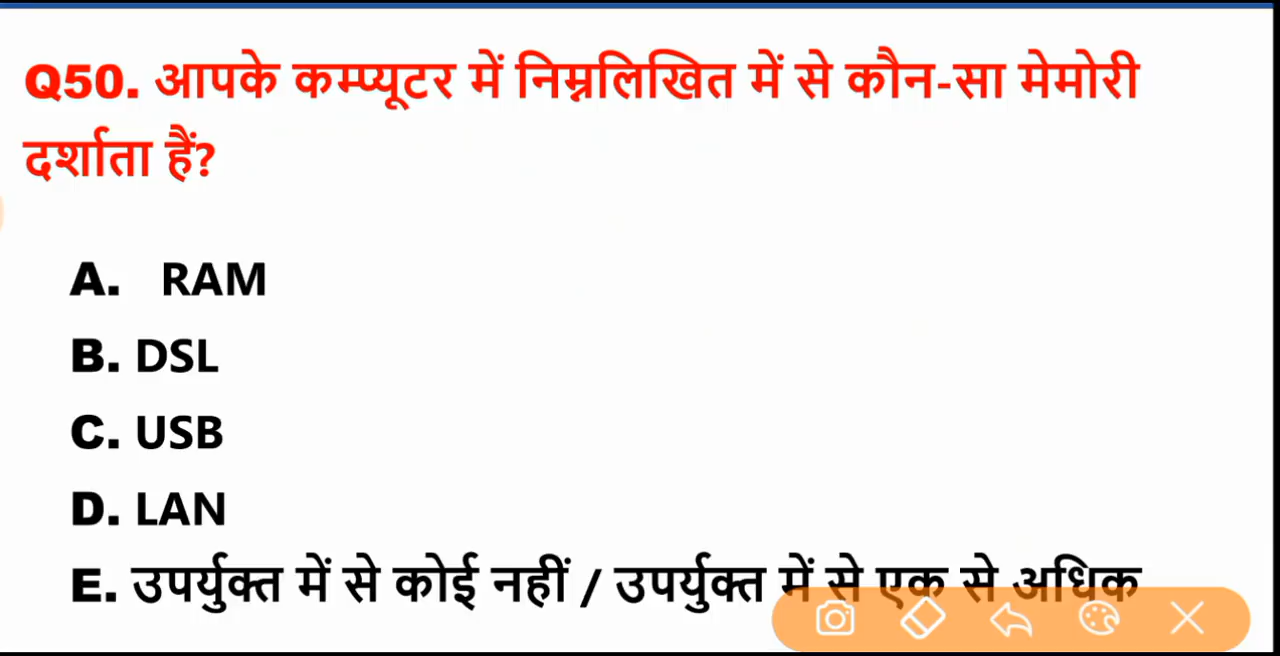 Q50. आपके कम्प्यूटर में निम्नलिखित में से कौन-सा मेमोरी
दर्शाता हैं?
A. RAM
B. DSL
C. USB
D. LAN
E. उपर्युक्त में से कोई नहीं / उपर्युक्त में से एक से अधिक